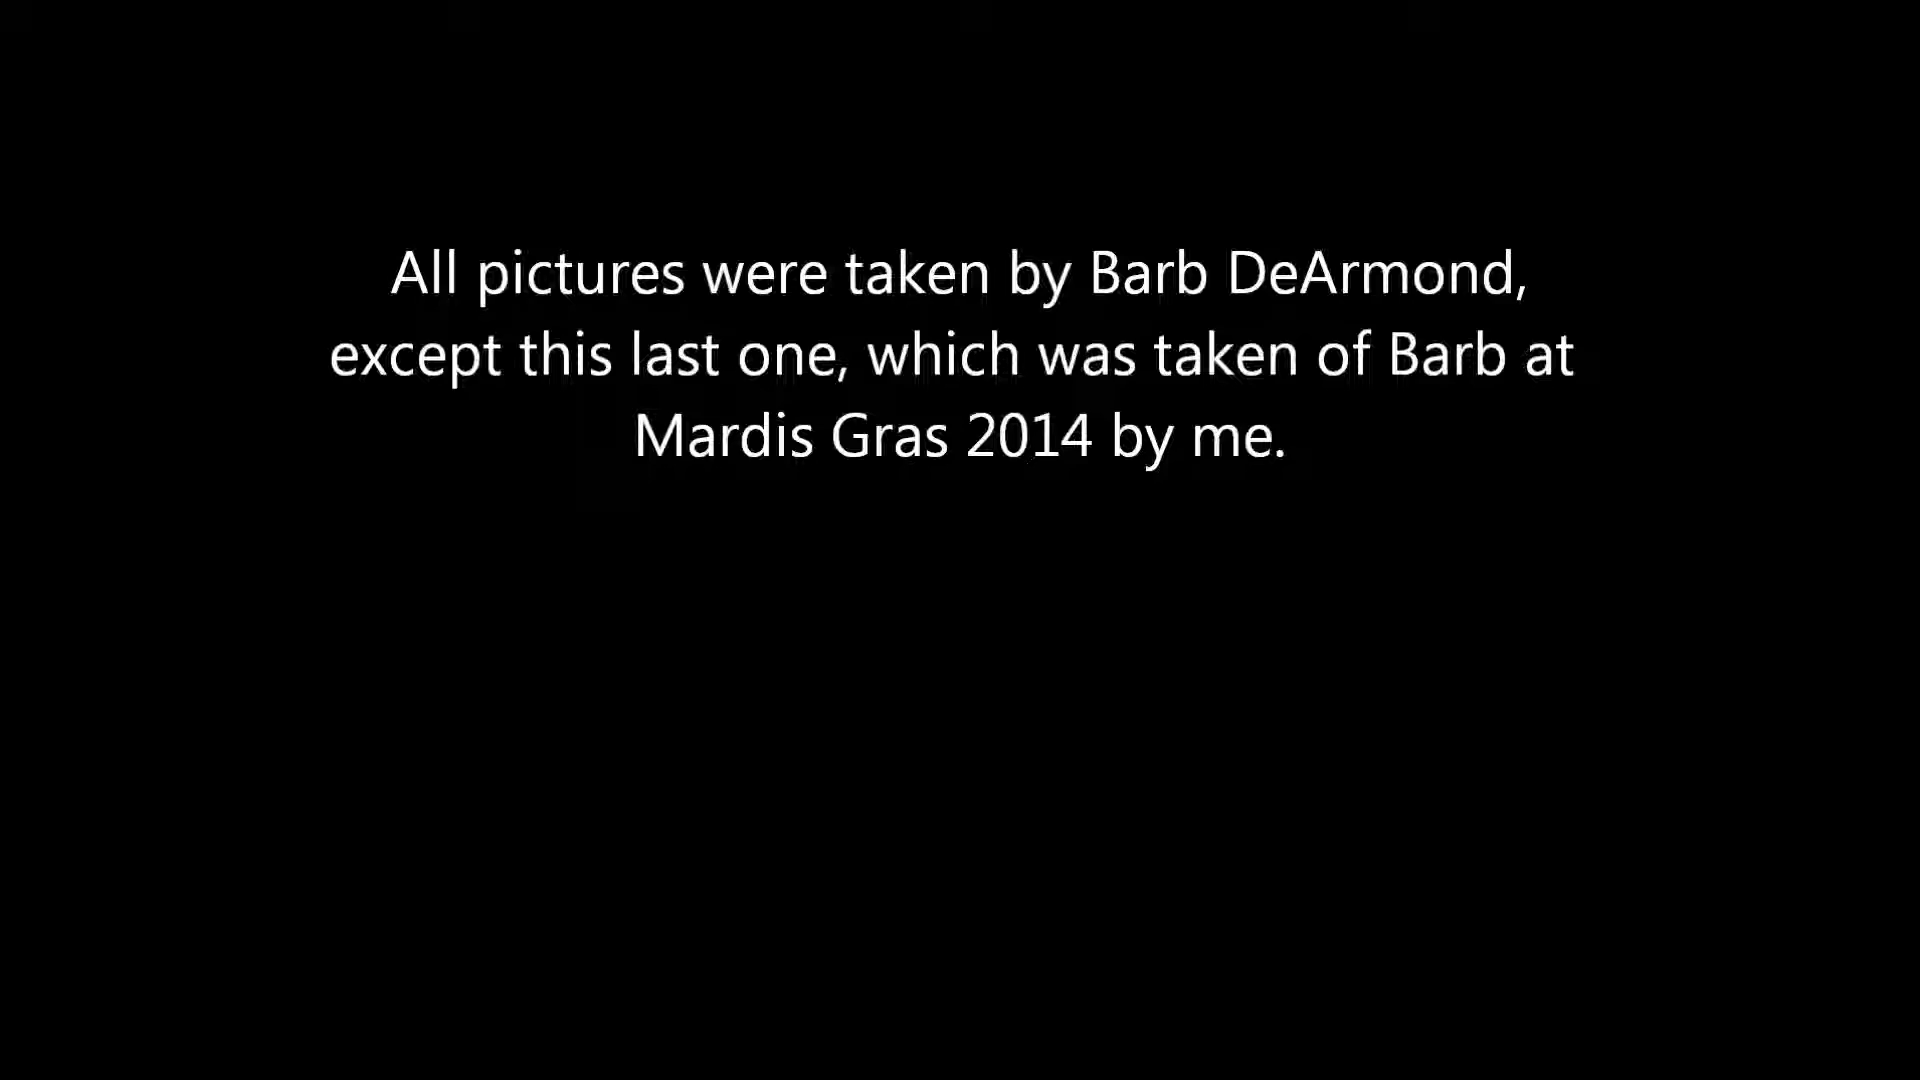 All pictures were taken by Barb DeArmond,
except this last one, which was taken of Barb at
Mardis Gras 2014 by me.